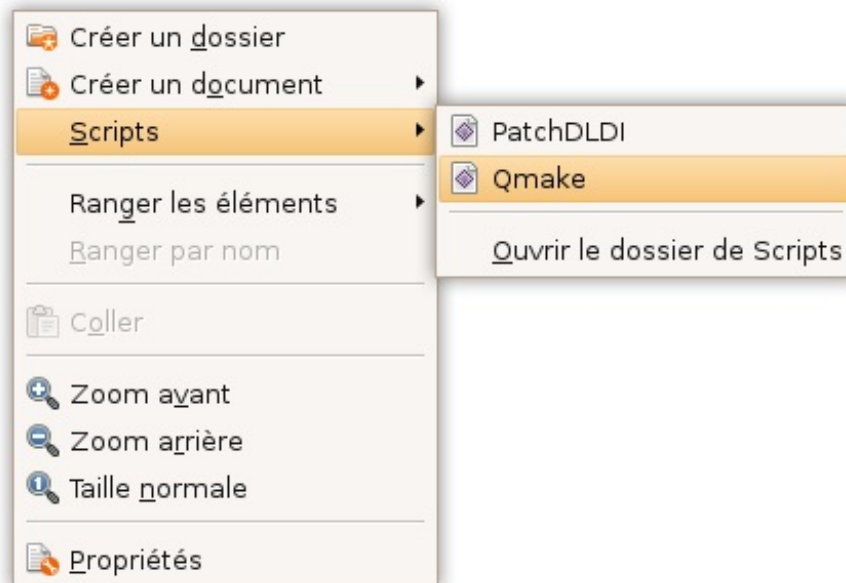 Créer un dossier
Créer un document
Scripts
Ranger les éléments
Ranger par nom
Coller
Zoom avant
Zoom arrière
Taille normale
Propriétés
PatchDLDI
Qmake
Ouvrir le dossier de Scripts